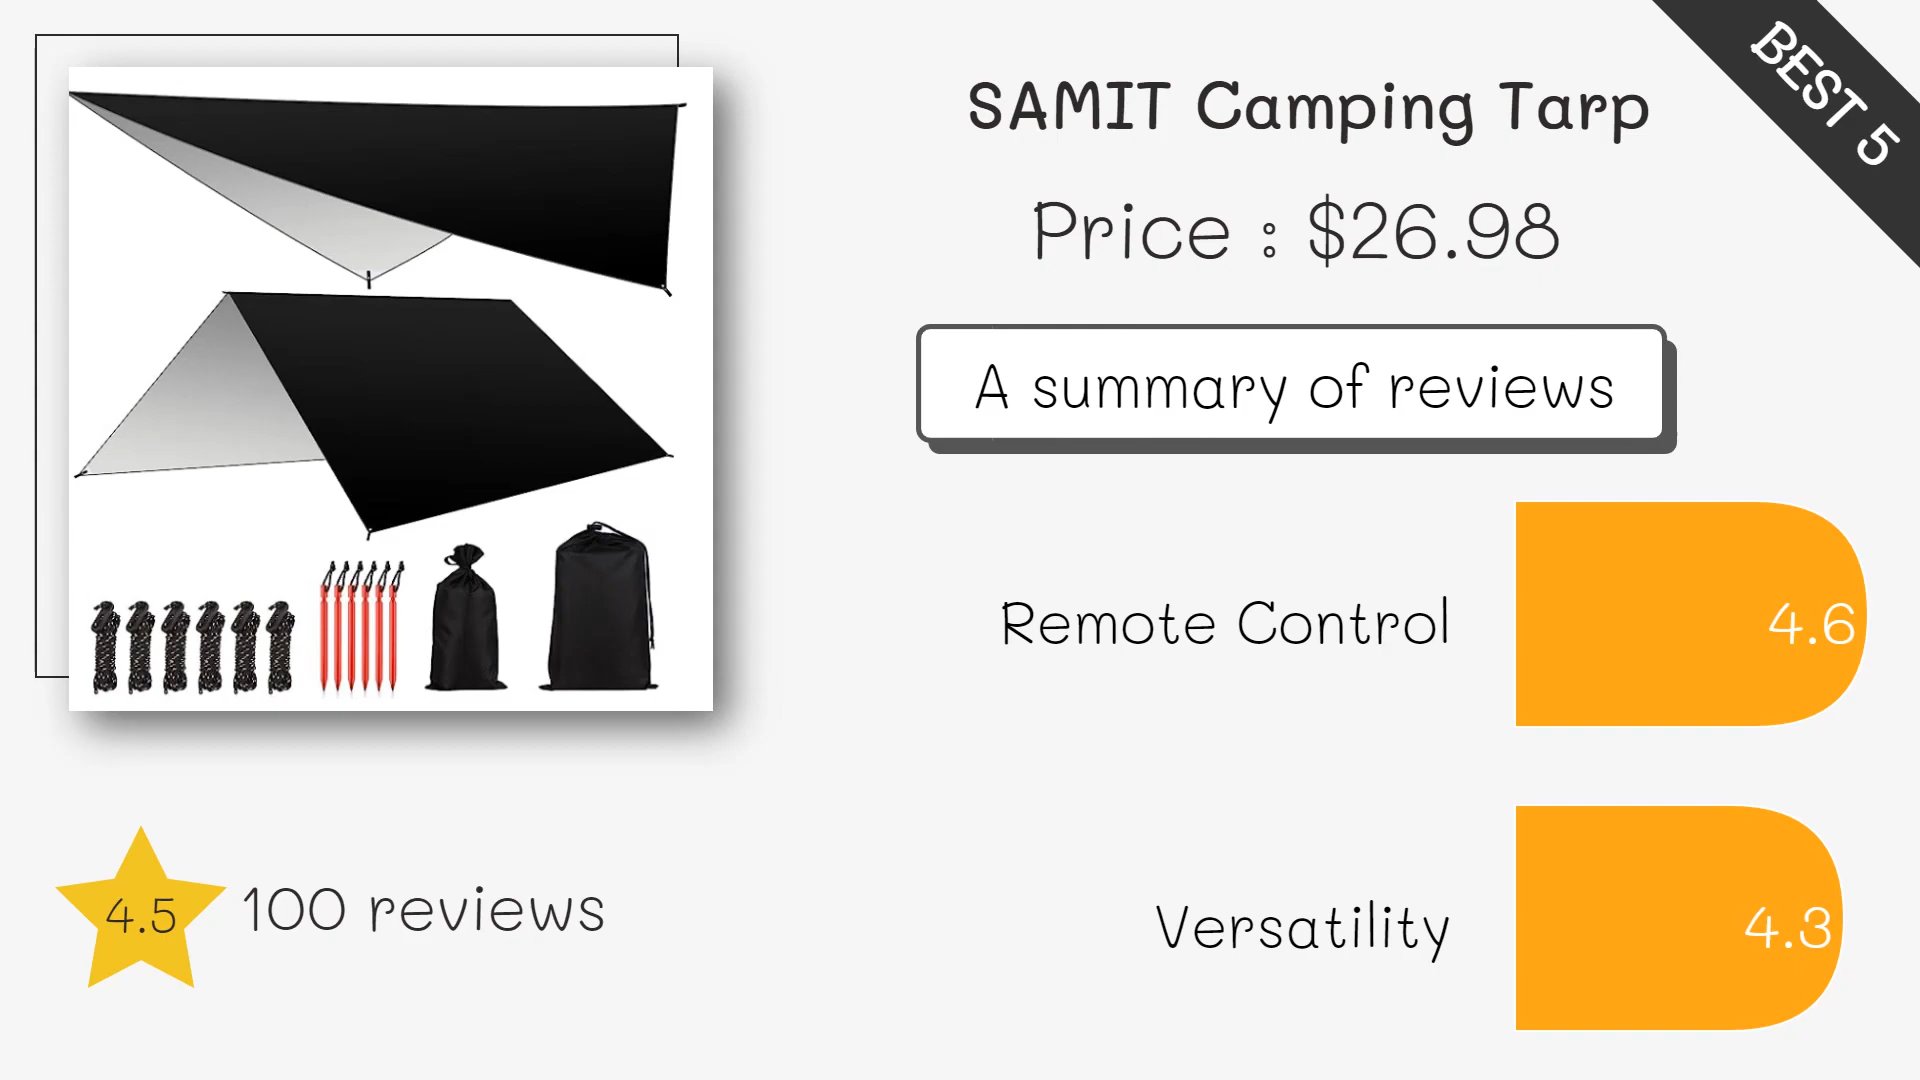 SAMIT Camping Tarp
BEST 5
Price : $26.98
A summary of reviews
Remote Control
4.6
Versatility
4.3
4.5
100 reviews